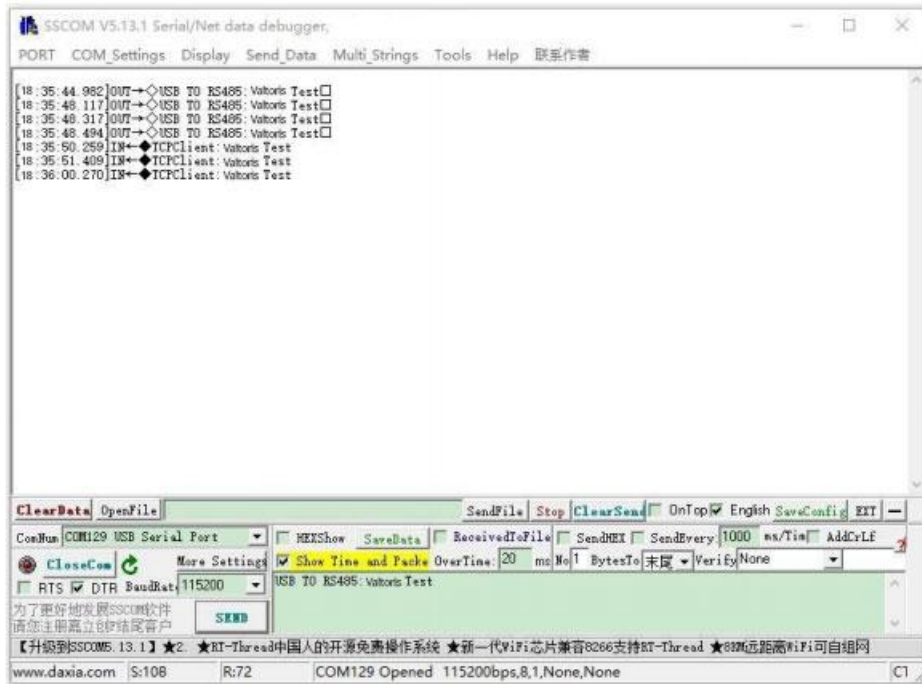 SSCOM V5.13.1 Serial/Net data debugger,
PORT COM_Settings Display Send_Data Multi_Strings Tools Help 联系作者
[18:35:44.982]OUT→◇USB TO RS485: Valtoris Test□
[18:35:48.117]OUT→◇USB TO RS485: Valtoris Test□
[18:35:48.317]OUT→◇USB TO RS485: Valtoris Test□
[18:35:48.494]OUT→◇USB TO RS485: Valtoris Test□
[18:35:50.259]IN←◆TCPClient: Valtoris Test
[18:35:51.409]IN←◆TCPClient: Valtoris Test
[18:36:00.270]IN←◆TCPClient: Valtoris Test
ClearData OpenFile SendFile Stop ClearSend OnTop English SaveConfig EXT —
ComNum COM129 USB Serial Port HEXShow SaveData ReceivedToFile SendHEX SendEvery: 1000 ms/Tim AddCrLf
CloseCom More Settings Show Time and Packe OverTime: 20 ms No 1 BytesTo 末尾 Verify None
RTS DTR BaudRat: 115200 USB TO RS485: Valtoris Test
为了更好地发展SSCOM软件
请您注册嘉立创F结尾客户 SEND
【升级到SSCOM5.13.1】★2. ★RT-Thread中国人的开源免费操作系统 ★新一代WiFi芯片兼容8266支持RT-Thread ★8KM远距离WiFi可自组网
www.daxia.com S:108 R:72 COM129 Opened 115200bps,8,1,None,None CT